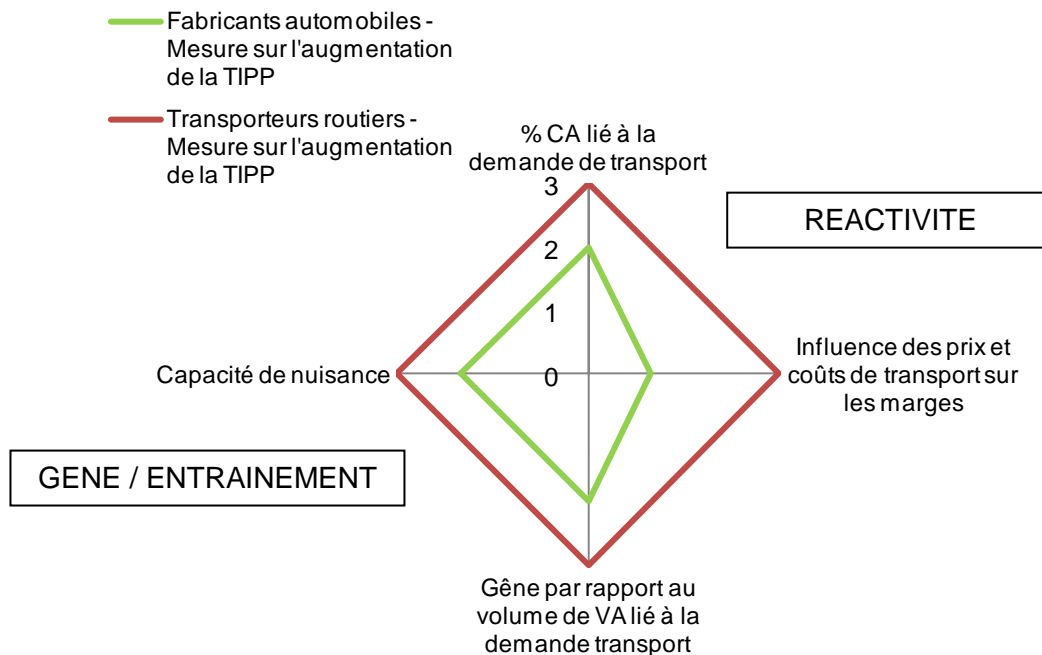 Fabricants automobiles -
Mesure sur l'augmentation
de la TIPP
Transporteurs routiers -
Mesure sur l'augmentation
de la TIPP
% CA lié à la
demande de transport
3
2
1
0
REACTIVITE
Influence des prix et
coûts de transport sur
les marges
Capacité de nuisance
GENE / ENTRAINEMENT
Gêne par rapport au
volume de VA lié à la
demande transport